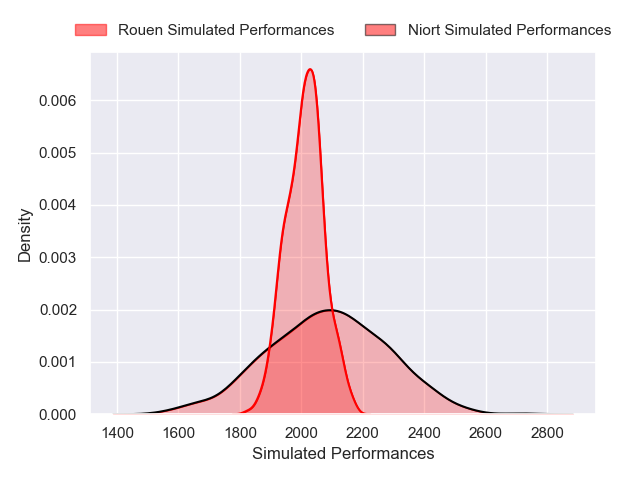 Rouen Simulated Performances Niort Simulated Performances
0.006
0.005
0.004
0.003
0.002
0.001
0.000
Density
1400 1600 1800 2000 2200 2400 2600 2800
Simulated Performances